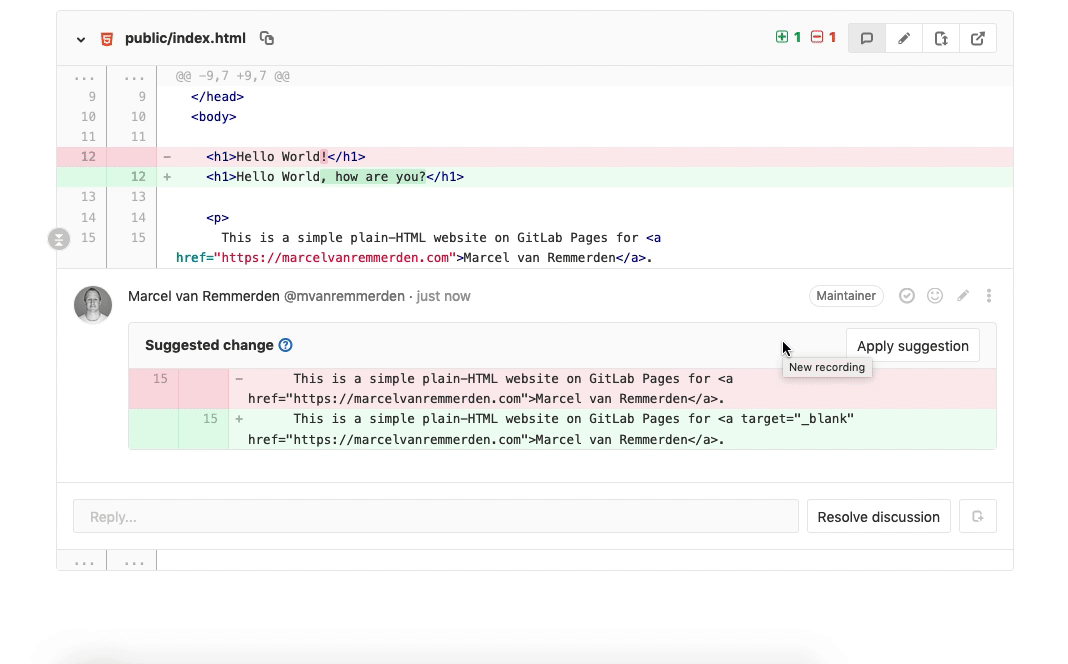 public/index.html 1 1
... ... @@ -9,7 +9,7 @@
9 9 </head>
10 10 <body>
11 11
12 - <h1>Hello World!</h1>
12 + <h1>Hello World, how are you?</h1>
13 13
14 14 <p>
15 15 This is a simple plain-HTML website on GitLab Pages for <a
href="https://marcelvanremmerden.com">Marcel van Remmerden</a>.
Marcel van Remmerden @mvanremmerden · just now Maintainer
Suggested change ? Apply suggestion
New recording
15 - This is a simple plain-HTML website on GitLab Pages for <a
href="https://marcelvanremmerden.com">Marcel van Remmerden</a>.
15 + This is a simple plain-HTML website on GitLab Pages for <a target="_blank"
href="https://marcelvanremmerden.com">Marcel van Remmerden</a>.
Reply... Resolve discussion
... ...